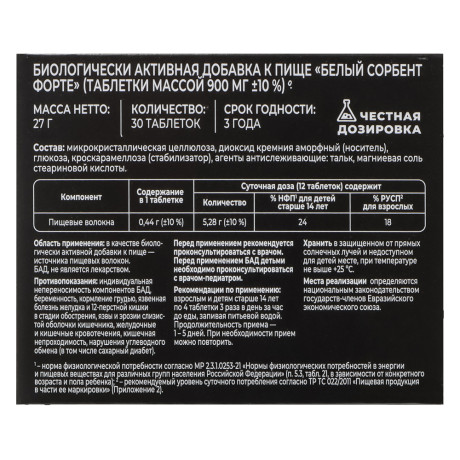 БИОЛОГИЧЕСКИ АКТИВНАЯ ДОБАВКА К ПИЩЕ «БЕЛЫЙ СОРБЕНТ
ФОРТЕ» (ТАБЛЕТКИ МАССОЙ 900 МГ ±10 %) ℮
МАССА НЕТТО:
27 Г
КОЛИЧЕСТВО:
30 ТАБЛЕТОК
СРОК ГОДНОСТИ:
3 ГОДА
ЧЕСТНАЯ
ДОЗИРОВКА
Состав: микрокристаллическая целлюлоза, диоксид кремния аморфный (носитель),
глюкоза, кроскарамеллоза (стабилизатор), агенты антислеживающие: тальк, магниевая соль
стеариновой кислоты.
Компонент
Содержание
в 1 таблетке
Суточная доза (12 таблеток) содержит
Количество
% НФП¹ для детей
старше 14 лет
% РУСП²
для взрослых
Пищевые волокна
0,44 г (±10 %)
5,28 г (±10 %)
24
18
Область применения: в качестве биоло-
гически активной добавки к пище —
источника пищевых волокон.
БАД, не является лекарством.
Противопоказания: индивидуальная
непереносимость компонентов БАД,
беременность, кормление грудью, язвенная
болезнь желудка и 12-перстной кишки
в стадии обострения, язвы и эрозии слизис-
той оболочки кишечника, желудочные
и кишечные кровотечения, кишечная
непроходимость, нарушения углеводного
обмена (в том числе сахарный диабет).
Перед применением рекомендуется
проконсультироваться с врачом.
Перед применением БАД детьми
необходимо проконсультироваться
с врачом-педиатром.
Рекомендации по применению:
взрослым и детям старше 14 лет
по 4 таблетки 3 раза в день за час
до еды, запивая питьевой водой.
Продолжительность приема —
1–5 дней. При необходимости прием
можно повторить.
Хранить в защищенном от прямых
солнечных лучей и недоступном
для детей месте, при температуре
не выше +25 °C.
Места реализации: определяются
национальным законодательством
государств–членов Евразийского
экономического союза.
¹ – норма физиологической потребности согласно МР 2.3.1.0253-21 «Нормы физиологических потребностей в энергии
и пищевых веществах для различных групп населения Российской Федерации» (п. 5.3, табл. 21, в зависимости от конкретного
возраста и пола ребенка); ² – рекомендуемый уровень суточного потребления согласно ТР ТС 022/2011 «Пищевая продукция
в части ее маркировки» (Приложение 2).